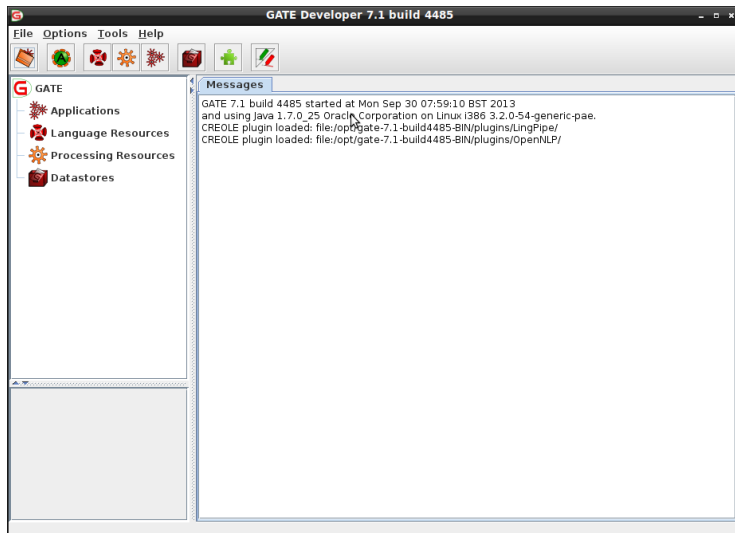 GATE Developer 7.1 build 4485
File Options Tools Help
GATE
Applications
Language Resources
Processing Resources
Datastores
Messages
GATE 7.1 build 4485 started at Mon Sep 30 07:59:10 BST 2013
and using Java 1.7.0_25 Oracle Corporation on Linux i386 3.2.0-54-generic-pae.
CREOLE plugin loaded: file:/opt/gate-7.1-build4485-BIN/plugins/LingPipe/
CREOLE plugin loaded: file:/opt/gate-7.1-build4485-BIN/plugins/OpenNLP/